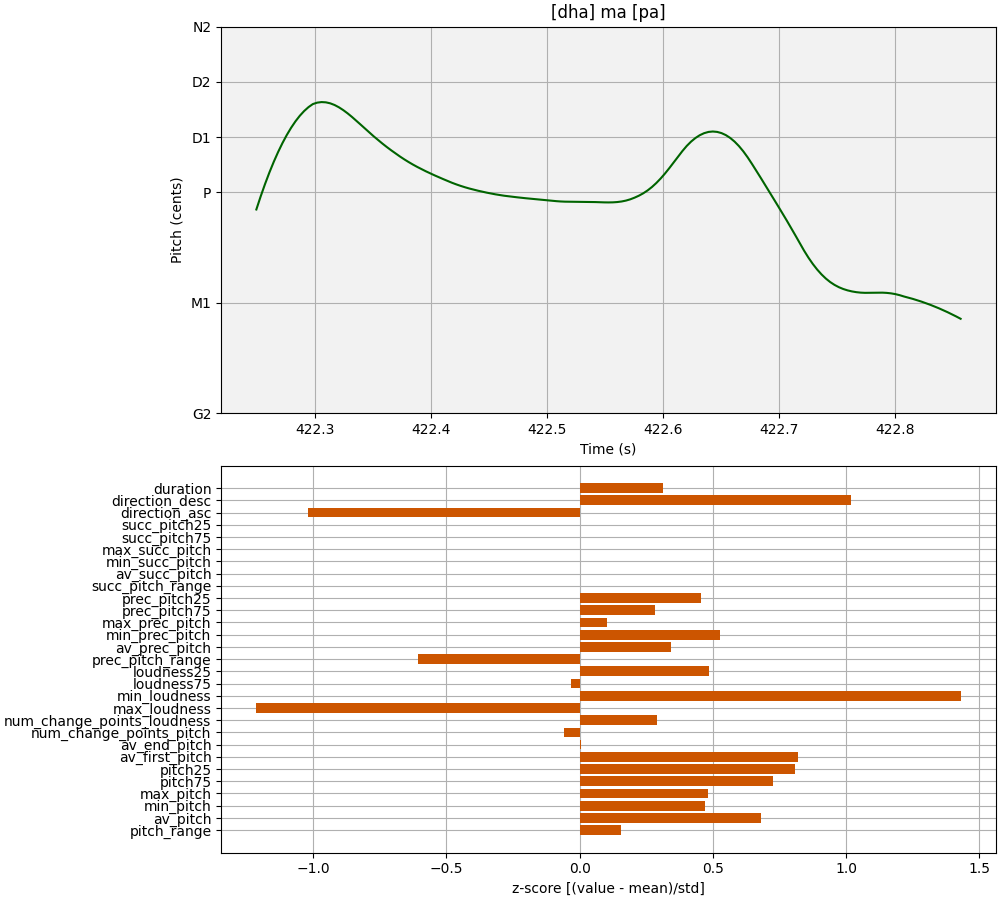 [dha] ma [pa]
N2
D2
D1
P
M1
G2
Pitch (cents)
422.3 422.4 422.5 422.6 422.7 422.8
Time (s)
duration
direction_desc
direction_asc
succ_pitch25
succ_pitch75
max_succ_pitch
min_succ_pitch
av_succ_pitch
succ_pitch_range
prec_pitch25
prec_pitch75
max_prec_pitch
min_prec_pitch
av_prec_pitch
prec_pitch_range
loudness25
loudness75
min_loudness
max_loudness
num_change_points_loudness
num_change_points_pitch
av_end_pitch
av_first_pitch
pitch25
pitch75
max_pitch
min_pitch
av_pitch
pitch_range
−1.0 −0.5 0.0 0.5 1.0 1.5
z-score [(value - mean)/std]